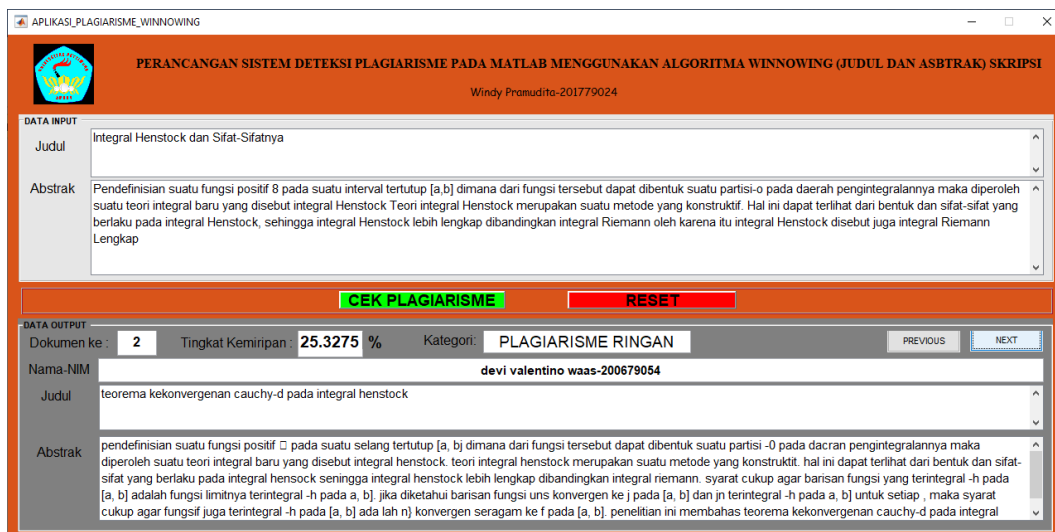 APLIKASI_PLAGIARISME_WINNOWING
PERANCANGAN SISTEM DETEKSI PLAGIARISME PADA MATLAB MENGGUNAKAN ALGORITMA WINNOWING (JUDUL DAN ASBTRAK) SKRIPSI
Windy Pramudita-201779024
DATA INPUT
Judul
Integral Henstock dan Sifat-Sifatnya
Abstrak
Pendefinisian suatu fungsi positif 8 pada suatu interval tertutup [a,b] dimana dari fungsi tersebut dapat dibentuk suatu partisi-o pada daerah pengintegralannya maka diperoleh
suatu teori integral baru yang disebut integral Henstock Teori integral Henstock merupakan suatu metode yang konstruktif. Hal ini dapat terlihat dari bentuk dan sifat-sifat yang
berlaku pada integral Henstock, sehingga integral Henstock lebih lengkap dibandingkan integral Riemann oleh karena itu integral Henstock disebut juga integral Riemann
Lengkap
CEK PLAGIARISME
RESET
DATA OUTPUT
Dokumen ke : 2 Tingkat Kemiripan : 25.3275 % Kategori: PLAGIARISME RINGAN PREVIOUS NEXT
Nama-NIM devi valentino waas-200679054
Judul
teorema kekonvergenan cauchy-d pada integral henstock
Abstrak
pendefinisian suatu fungsi positif □ pada suatu selang tertutup [a, bj dimana dari fungsi tersebut dapat dibentuk suatu partisi -0 pada dacran pengintegralannya maka
diperoleh suatu teori integral baru yang disebut integral henstock. teori integral henstock merupakan suatu metode yang konstruktit. hal ini dapat terlihat dari bentuk dan sifat-
sifat yang berlaku pada integral hensock seningga integral henstock lebih lengkap dibandingkan integral riemann. syarat cukup agar barisan fungsi yang terintegral -h pada
[a, b] adalah fungsi limitnya terintegral -h pada a, b]. jika diketahui barisan fungsi uns konvergen ke j pada [a, b] dan jn terintegral -h pada a, b] untuk setiap , maka syarat
cukup agar fungsif juga terintegral -h pada [a, b] ada lah n} konvergen seragam ke f pada [a, b]. penelitian ini membahas teorema kekonvergenan cauchy-d pada integral